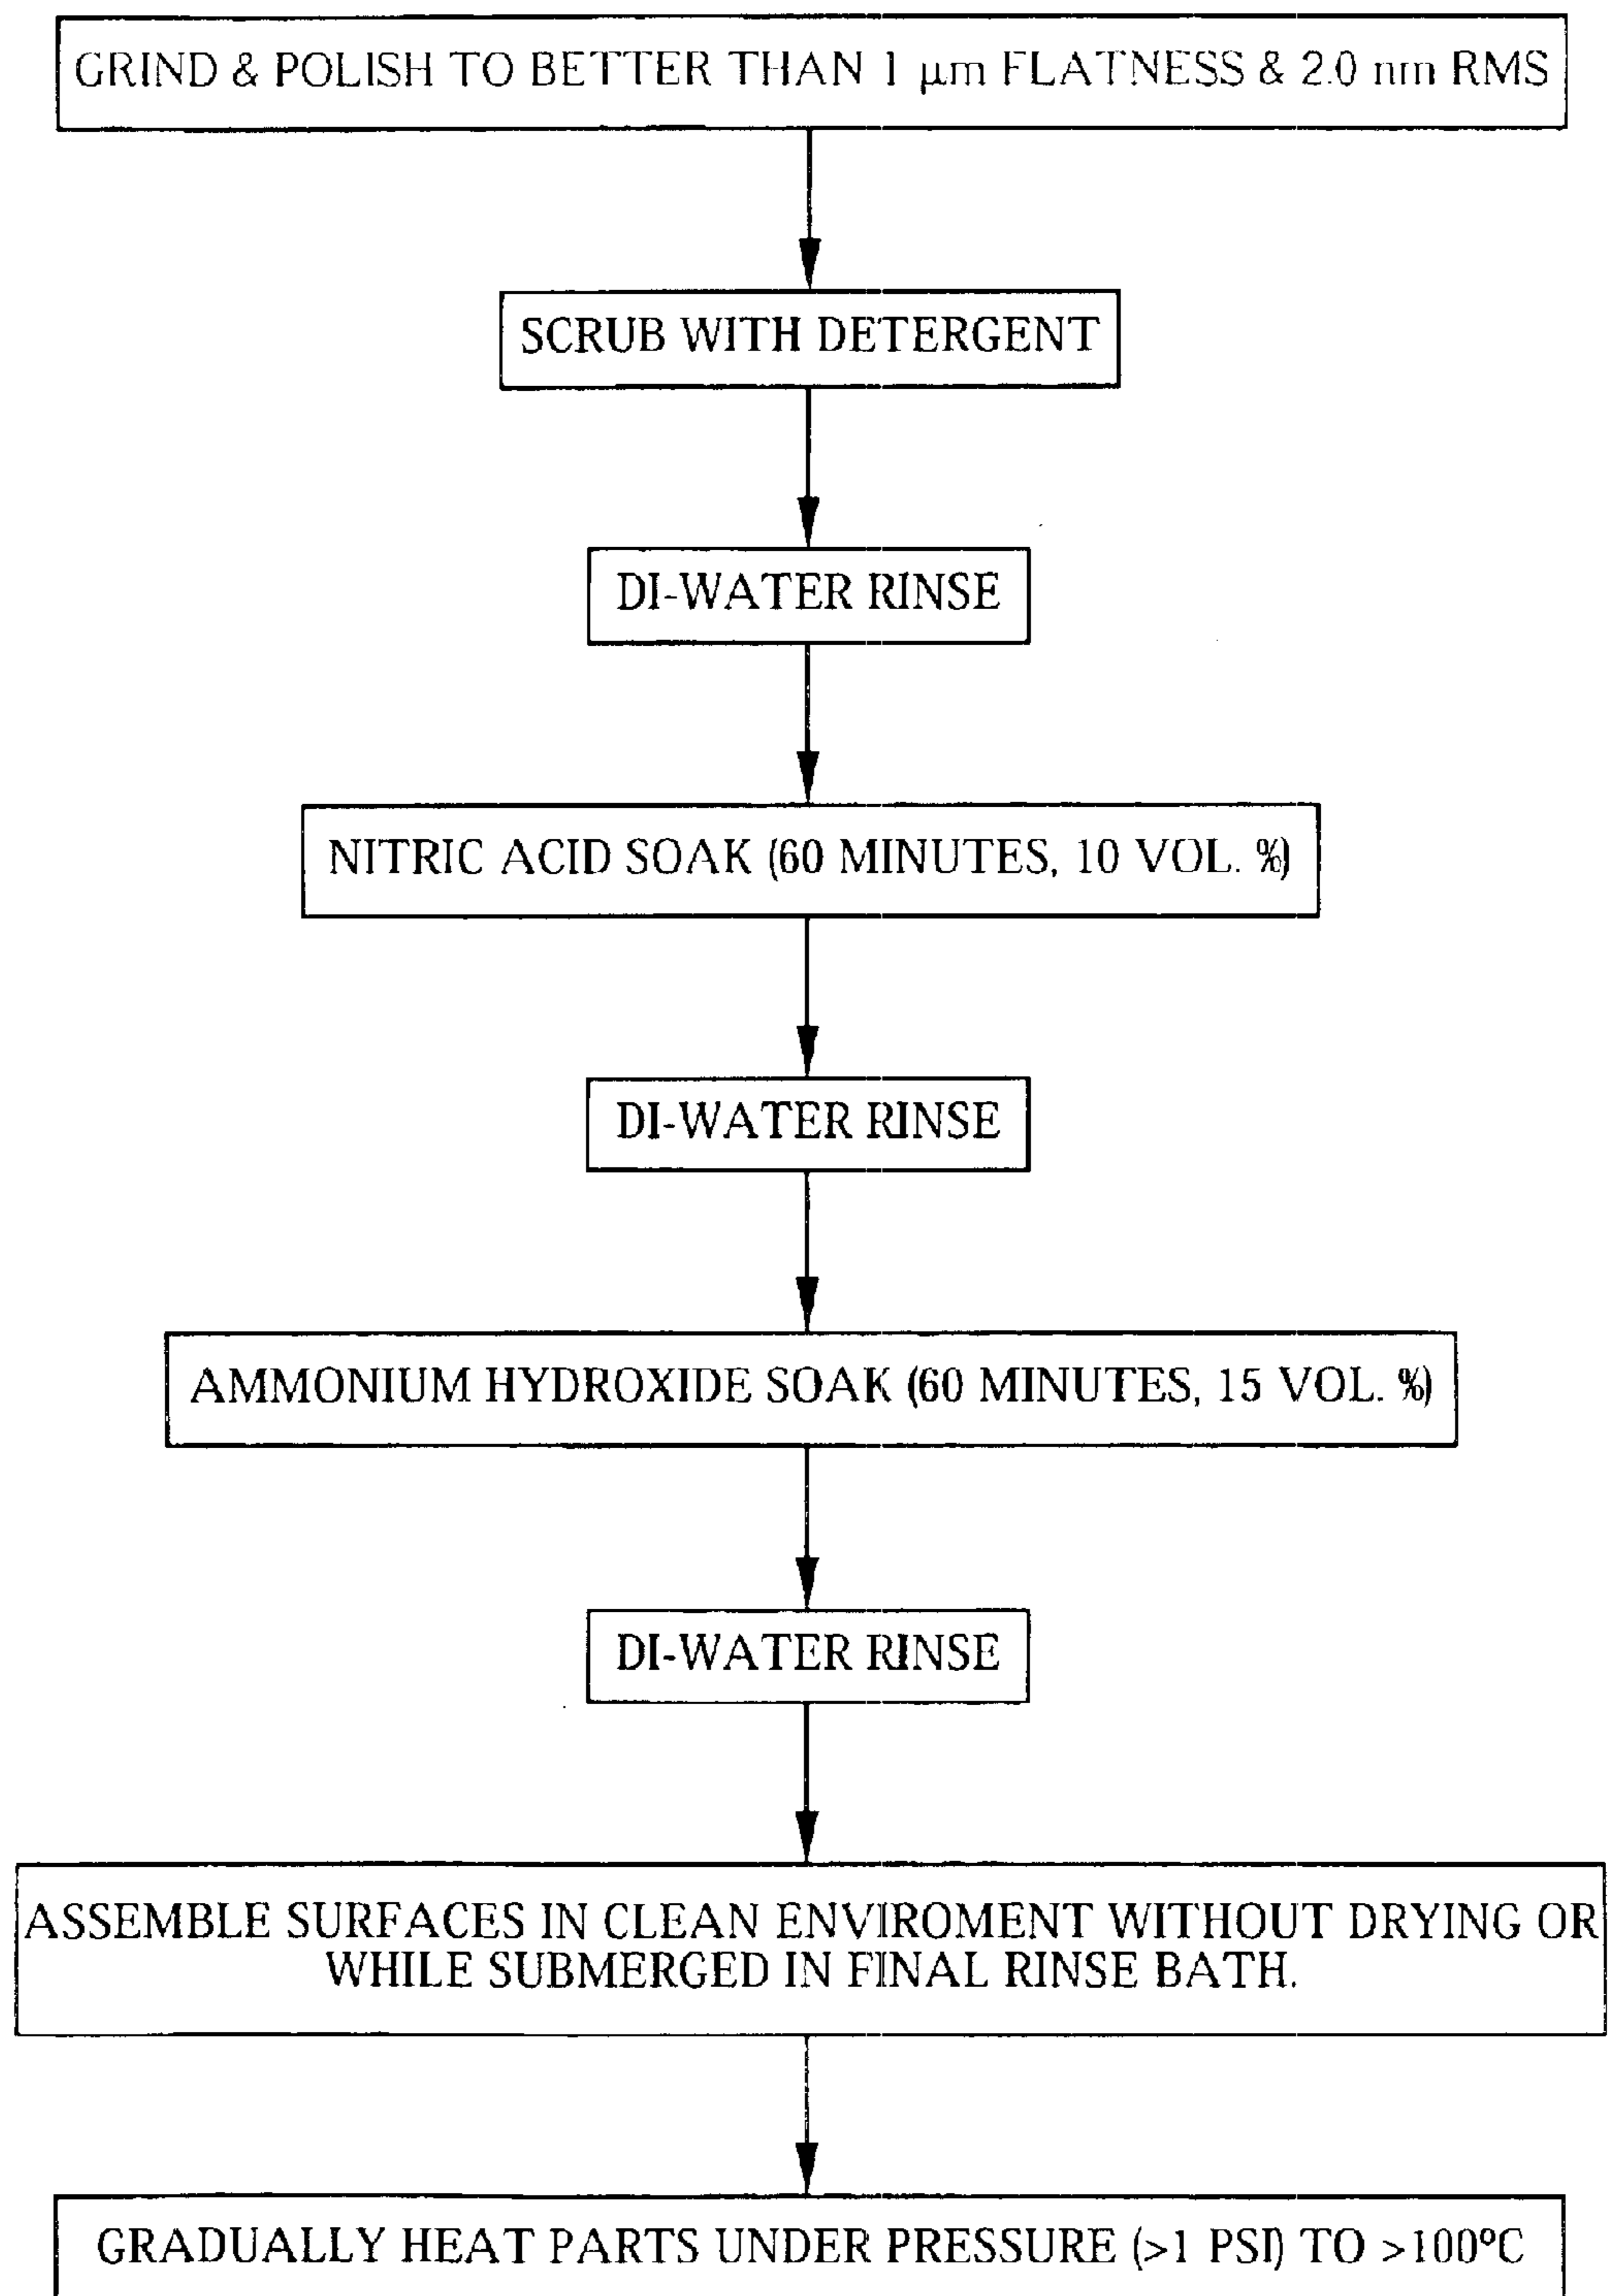 GRIND & POLISH TO BETTER THAN 1 μm FLATNESS & 2.0 nm RMS
SCRUB WITH DETERGENT
DI-WATER RINSE
NITRIC ACID SOAK (60 MINUTES, 10 VOL. %)
DI-WATER RINSE
AMMONIUM HYDROXIDE SOAK (60 MINUTES, 15 VOL. %)
DI-WATER RINSE
ASSEMBLE SURFACES IN CLEAN ENVIROMENT WITHOUT DRYING OR
WHILE SUBMERGED IN FINAL RINSE BATH.
GRADUALLY HEAT PARTS UNDER PRESSURE (>1 PSI) TO >100ºC